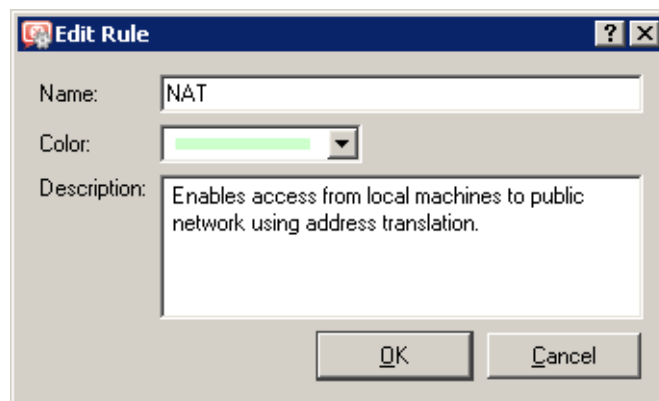 Edit Rule
Name: NAT
Color:
Description: Enables access from local machines to public
network using address translation.
OK Cancel